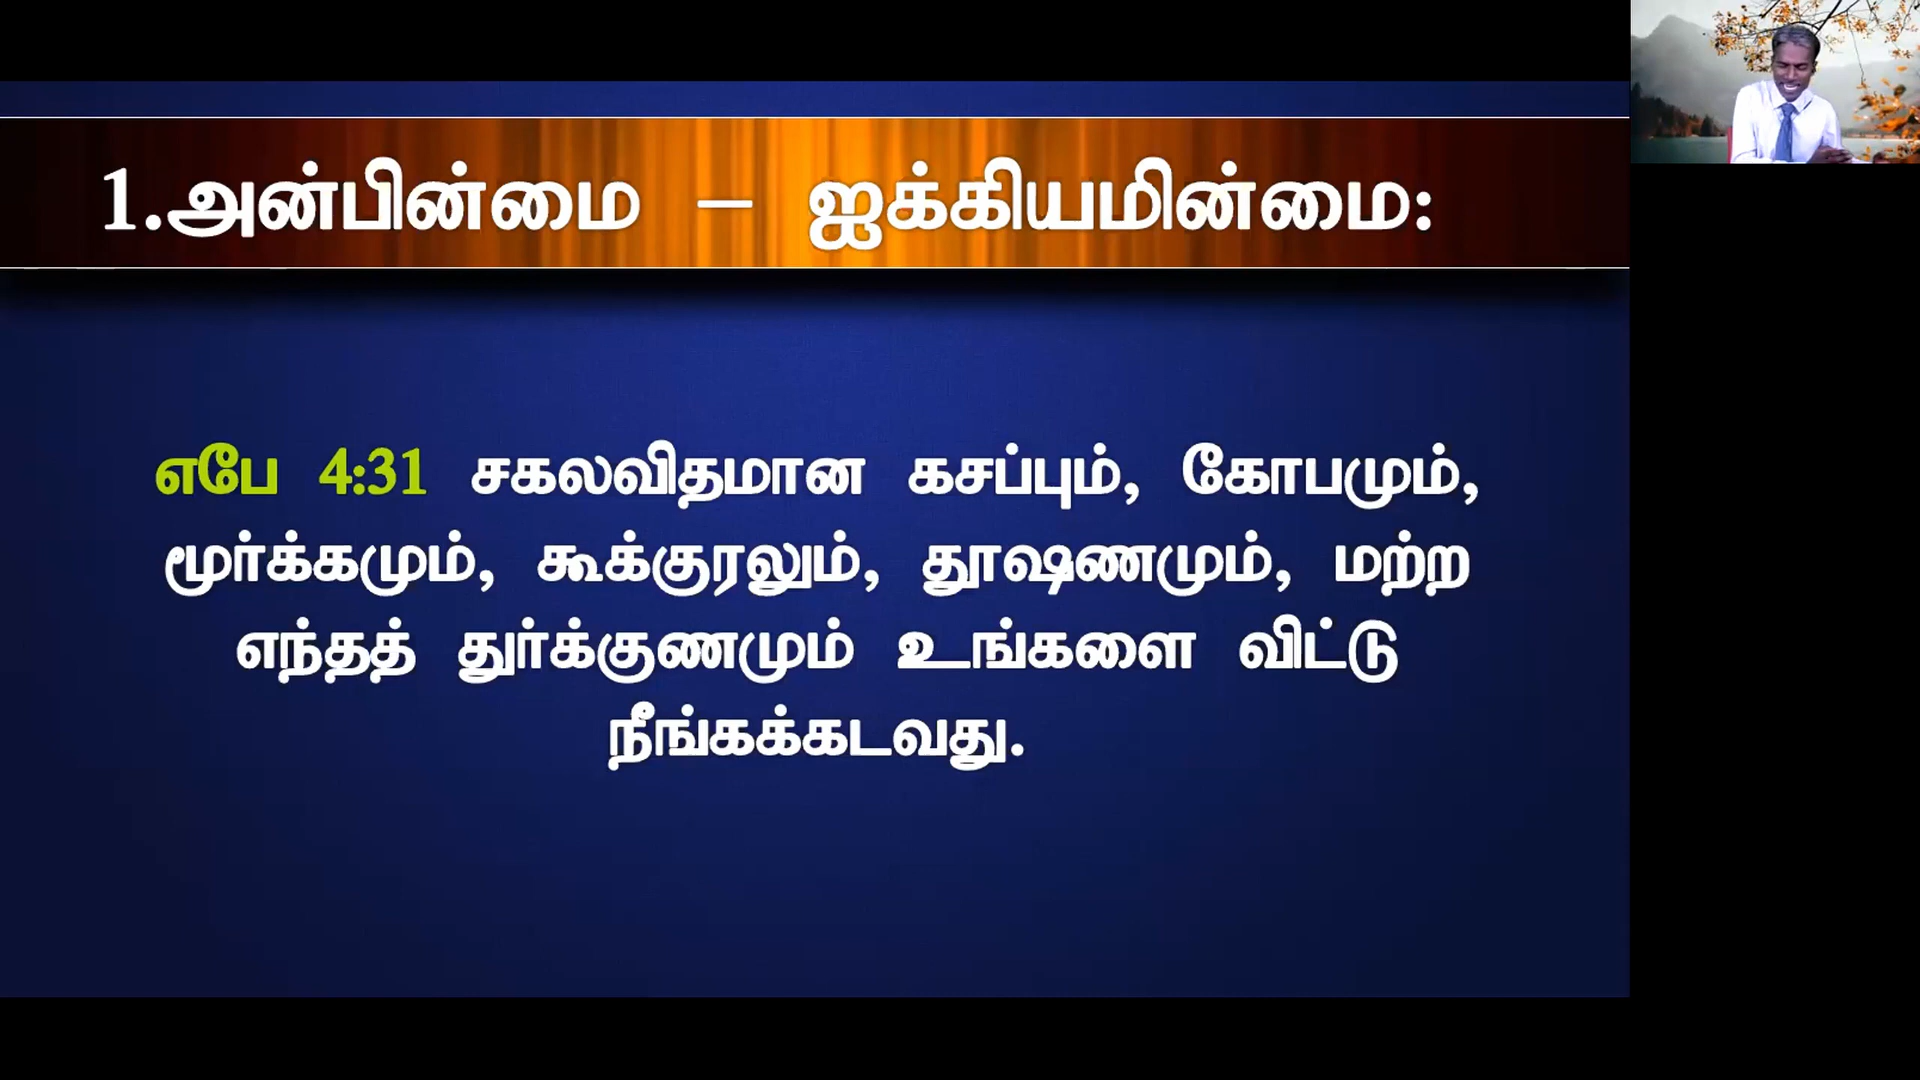 1.அன்பின்மை – ஐக்கியமின்மை:
எபே 4:31 சகலவிதமான கசப்பும், கோபமும்,
மூர்க்கமும், கூக்குரலும், தூஷணமும், மற்ற
எந்தத் துர்க்குணமும் உங்களை விட்டு
நீங்கக்கடவது.